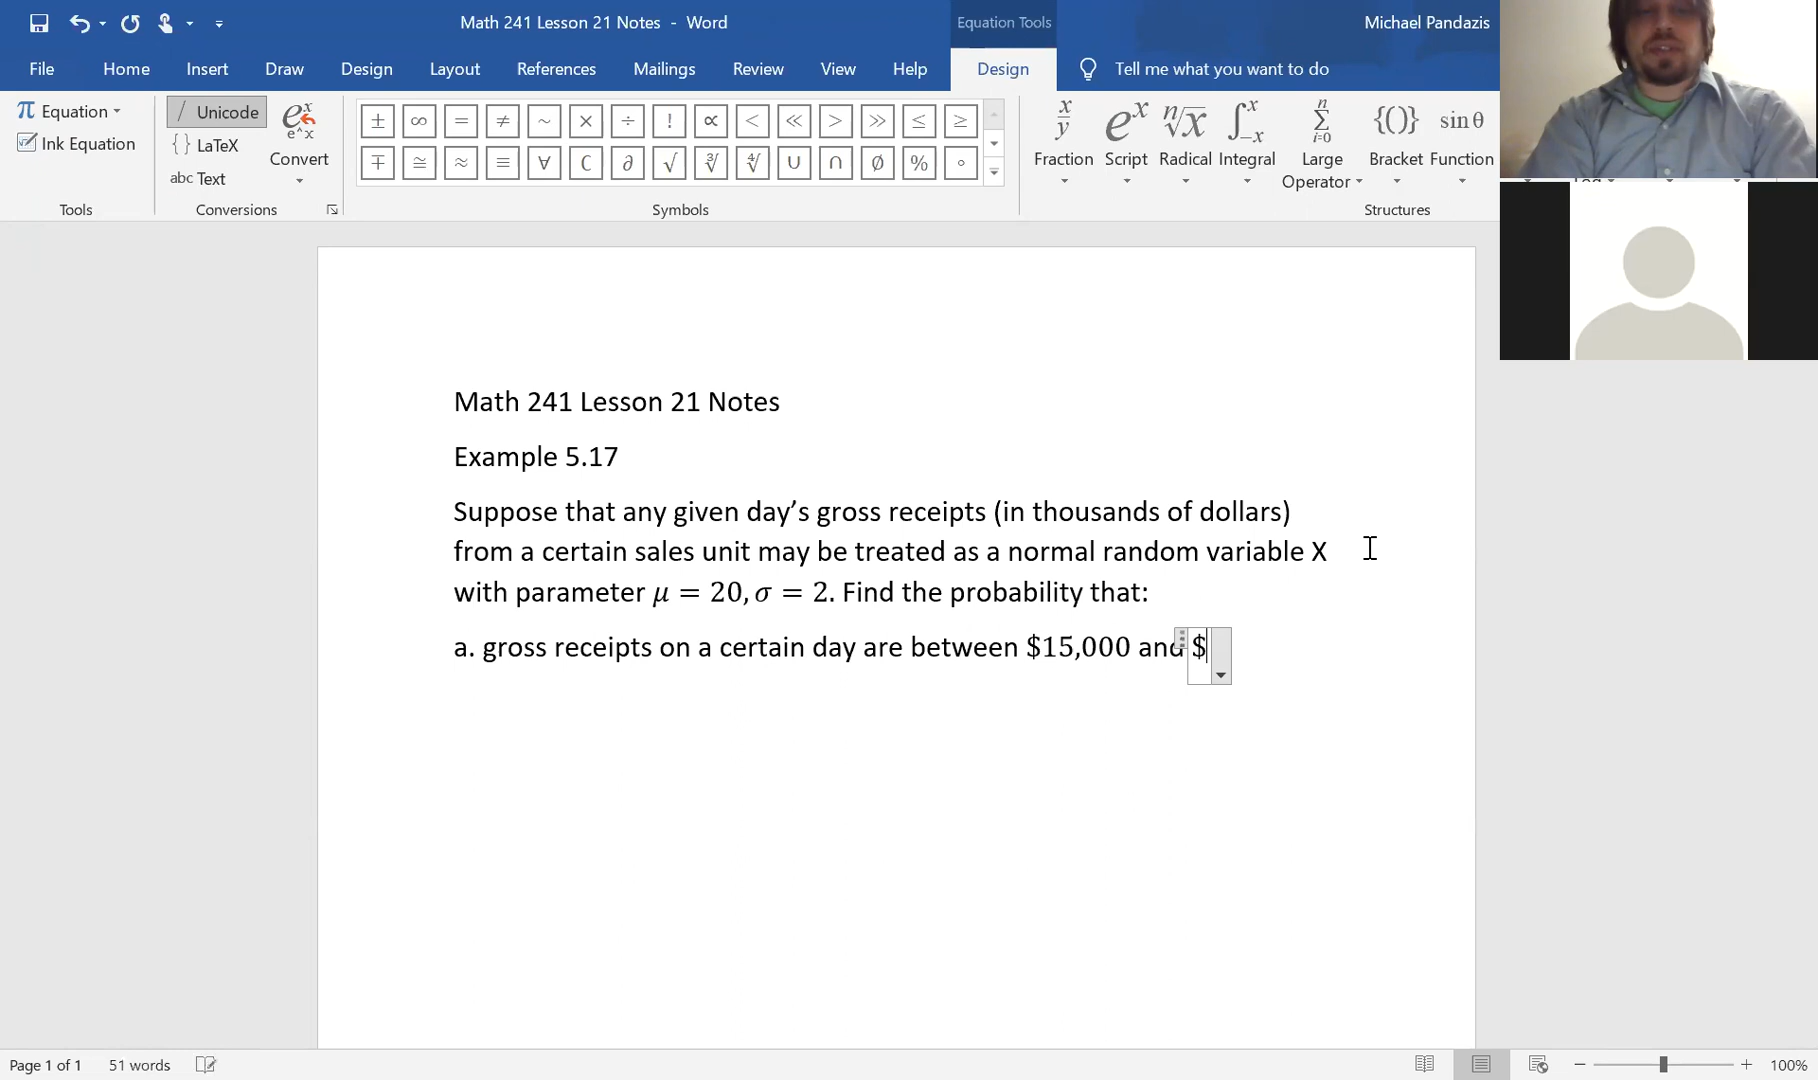 Math 241 Lesson 21 Notes - Word
Equation Tools
Michael Pandazis
File Home Insert Draw Design Layout References Mailings Review View Help Design Tell me what you want to do
π Equation
Ink Equation
Tools
/ Unicode
{} LaTeX
abc Text
e^x
e^x
Convert
Conversions
± ∞ = ≠ ~ × ÷ ! ∝ < ≪ > ≫ ≤ ≥
∓ ≅ ≈ ≡ ∀ ∁ ∂ √ ∛ ∜ ∪ ∩ ∅ % °
Symbols
x/y
Fraction
e^x
Script
n√x
Radical
∫ x -x
Integral
n Σ i=0
Large
Operator
{()}
Bracket
sin θ
Function
Structures
Math 241 Lesson 21 Notes
Example 5.17
Suppose that any given day’s gross receipts (in thousands of dollars)
from a certain sales unit may be treated as a normal random variable X
with parameter μ = 20, σ = 2. Find the probability that:
a. gross receipts on a certain day are between $15,000 and $
Page 1 of 1 51 words
100%